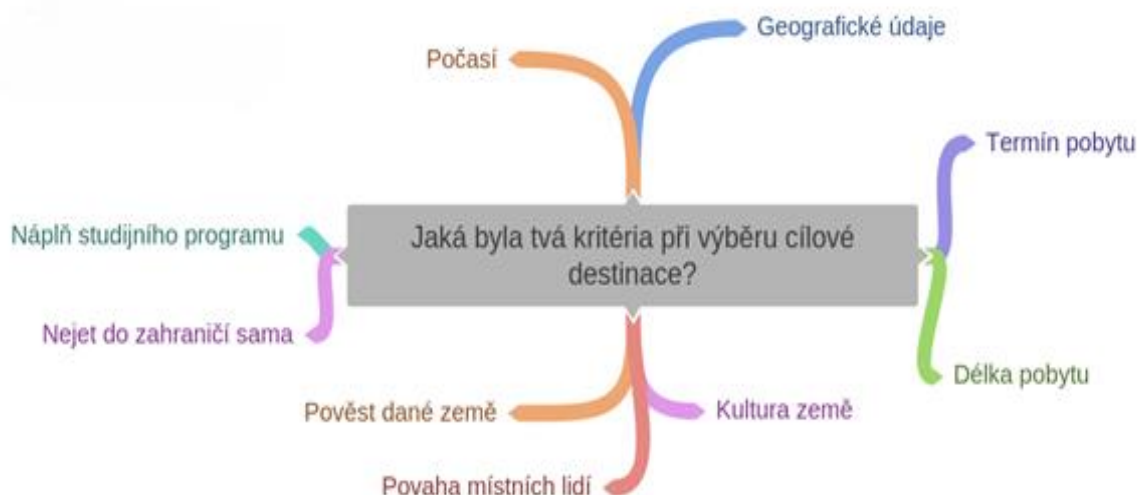 Geografické údaje
Počasí
Termín pobytu
Náplň studijního programu
Jaká byla tvá kritéria při výběru cílové
destinace?
Nejet do zahraničí sama
Délka pobytu
Pověst dané země
Kultura země
Povaha místních lidí